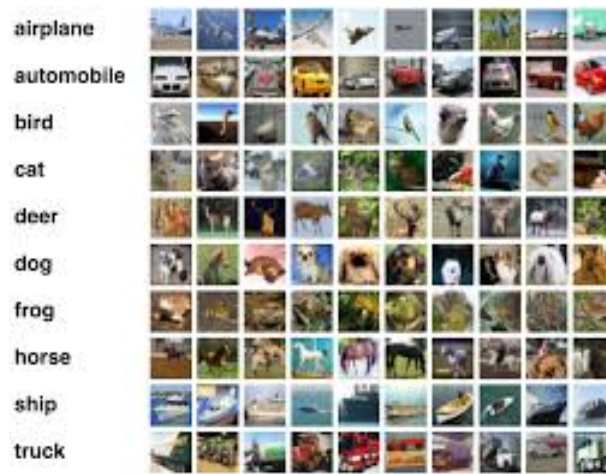 airplane
automobile
bird
cat
deer
dog
frog
horse
ship
truck